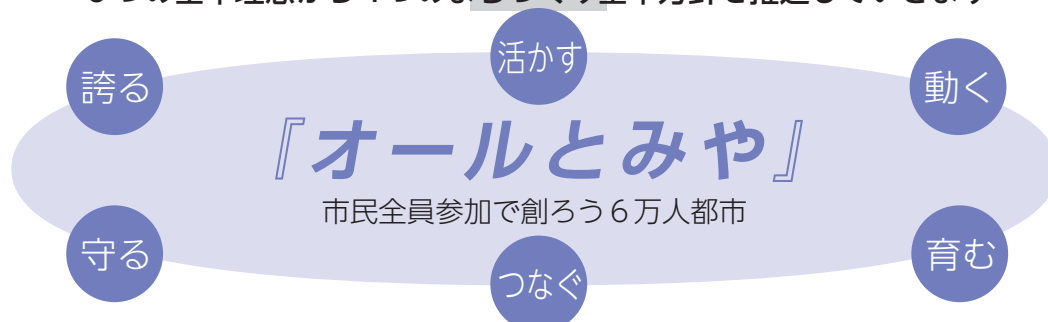 活かす
誇る
動く
『オールとみや』
市民全員参加で創ろう６万人都市
守る
育む
つなぐ